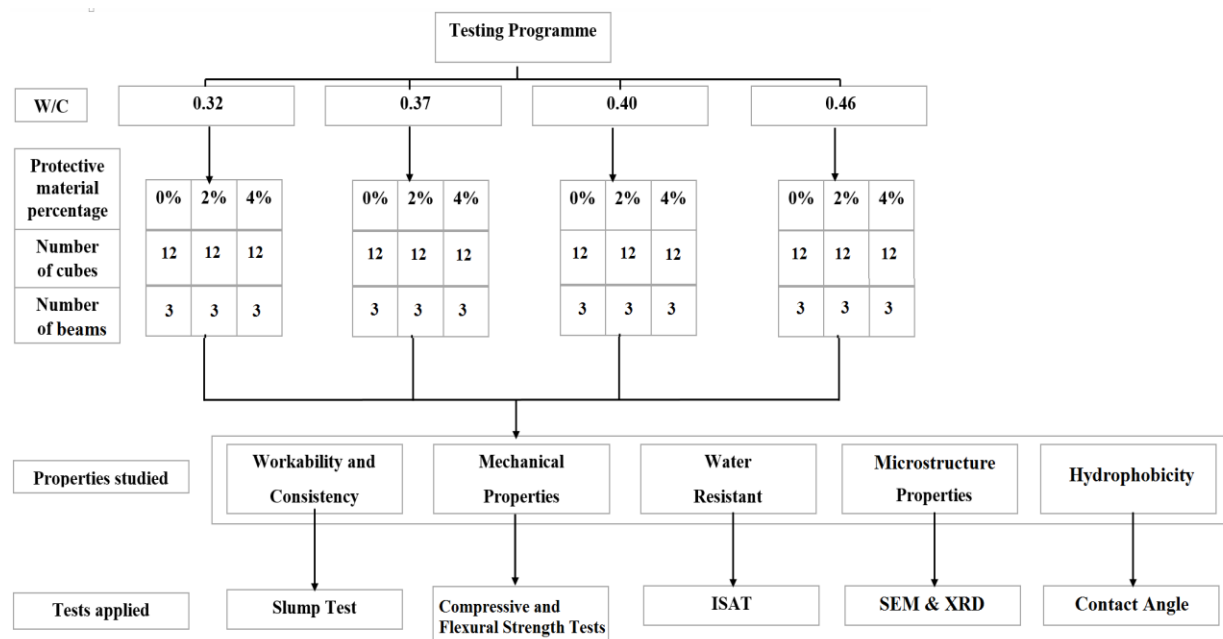 Testing Programme
W/C
0.32
0.37
0.40
0.46
Protective
material
percentage
0% 2% 4%
0% 2% 4%
0% 2% 4%
0% 2% 4%
Number
of cubes
12 12 12
12 12 12
12 12 12
12 12 12
Number
of beams
3 3 3
3 3 3
3 3 3
3 3 3
Properties studied
Workability and
Consistency
Mechanical
Properties
Water
Resistant
Microstructure
Properties
Hydrophobicity
Tests applied
Slump Test
Compressive and
Flexural Strength Tests
ISAT
SEM & XRD
Contact Angle